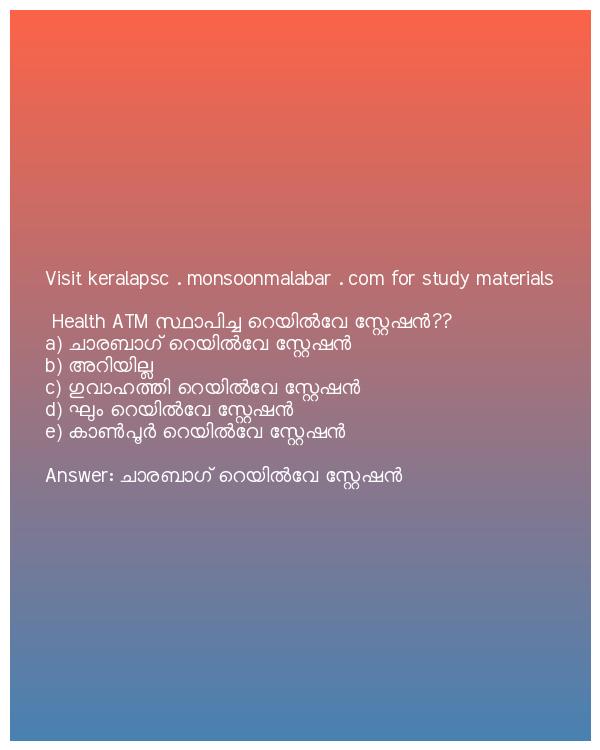 Visit keralapsc . monsoonmalabar . com for study materials
Health ATM സ്ഥാപിച്ച റെയിൽവേ സ്റ്റേഷൻ??
a) ചാരബാഗ് റെയിൽവേ സ്റ്റേഷൻ
b) അറിയില്ല
c) ഗുവാഹത്തി റെയിൽവേ സ്റ്റേഷൻ
d) ഘും റെയിൽവേ സ്റ്റേഷൻ
e) കാൺപൂർ റെയിൽവേ സ്റ്റേഷൻ
Answer: ചാരബാഗ് റെയിൽവേ സ്റ്റേഷൻ